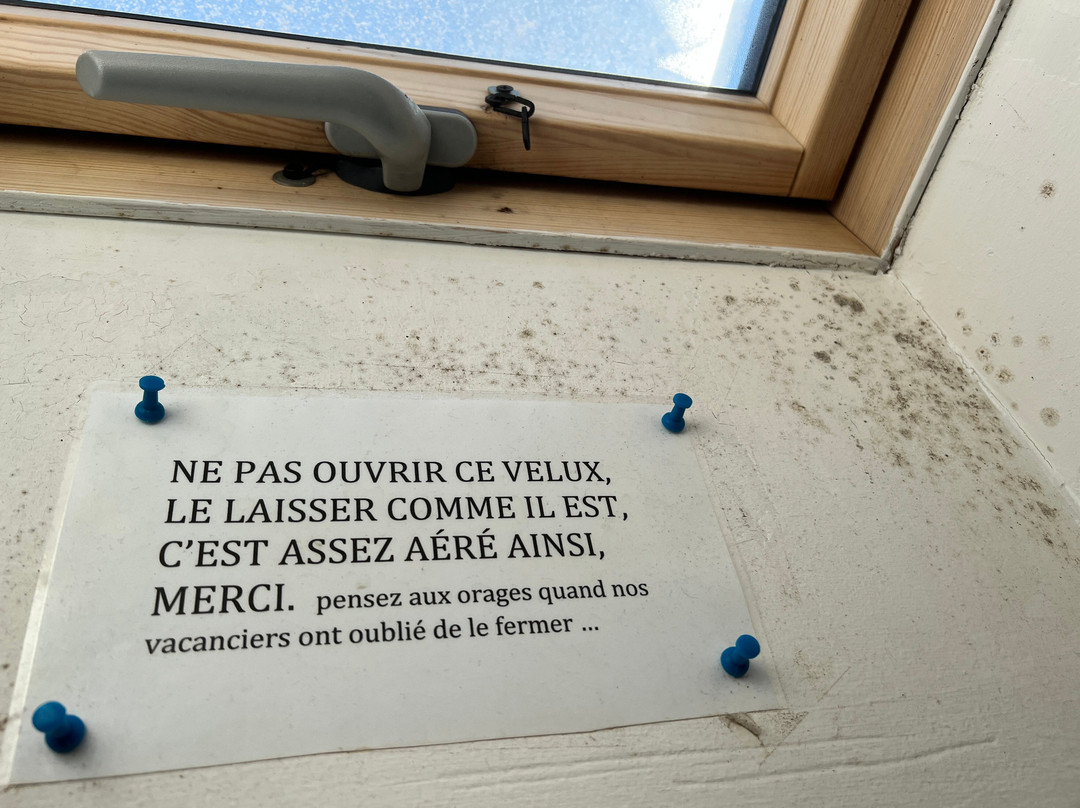 NE PAS OUVRIR CE VELUX,
LE LAISSER COMME IL EST,
C'EST ASSEZ AÉRÉ AINSI,
MERCI. pensez aux orages quand nos
vacanciers ont oublié de le fermer ...